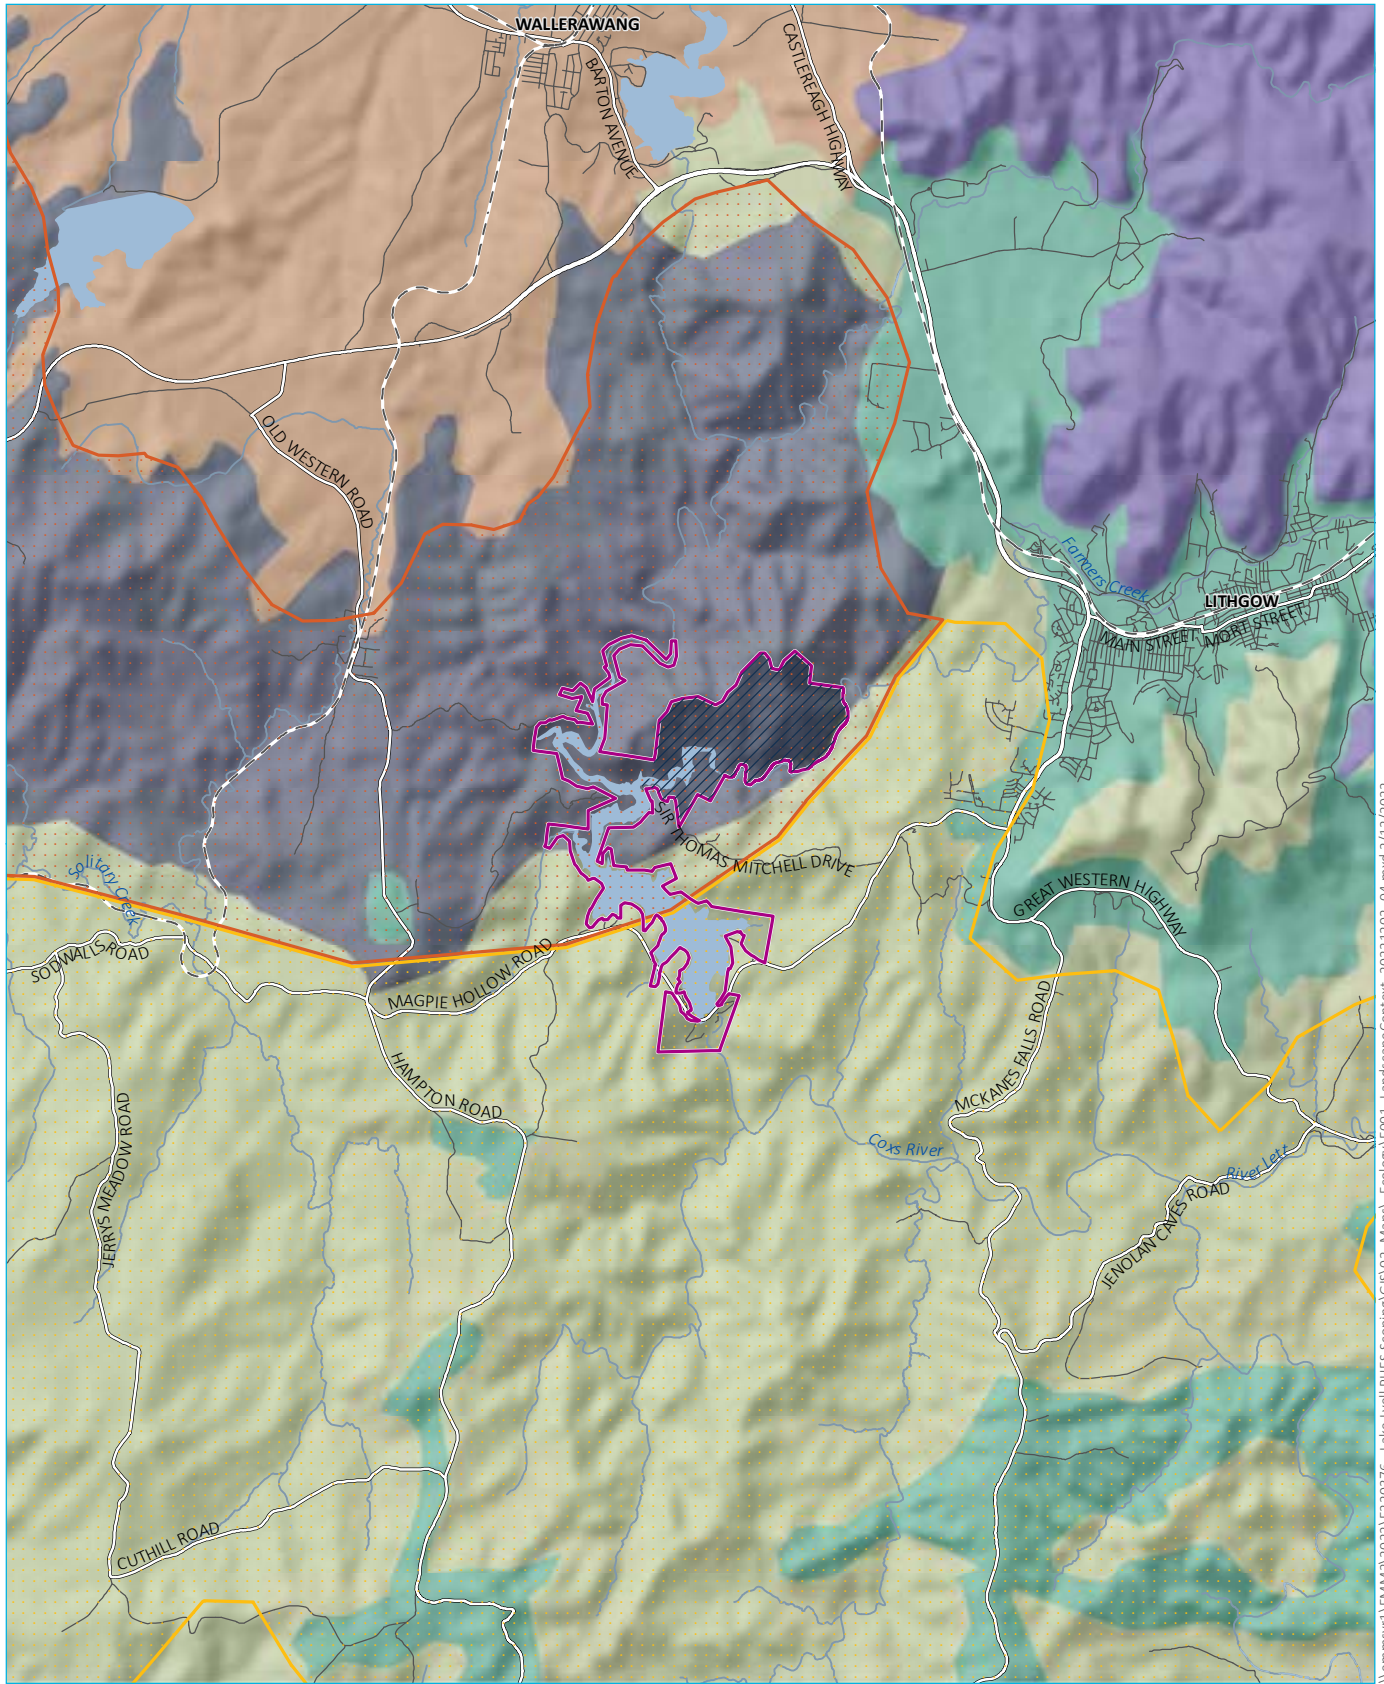 WALLERAWANG
BARTON AVENUE
CASTLEREAGH HIGHWAY
OLD WESTERN ROAD
Farmers Creek
LITHGOW
MAIN STREET
MORT STREET
SIR THOMAS MITCHELL DRIVE
Solitary Creek
GREAT WESTERN HIGHWAY
SODWALLS ROAD
MAGPIE HOLLOW ROAD
HAMPTON ROAD
MCKANES FALLS ROAD
JERRYS MEADOW ROAD
Coxs River
River Lett
JENOLAN CAVES ROAD
CUTHILL ROAD